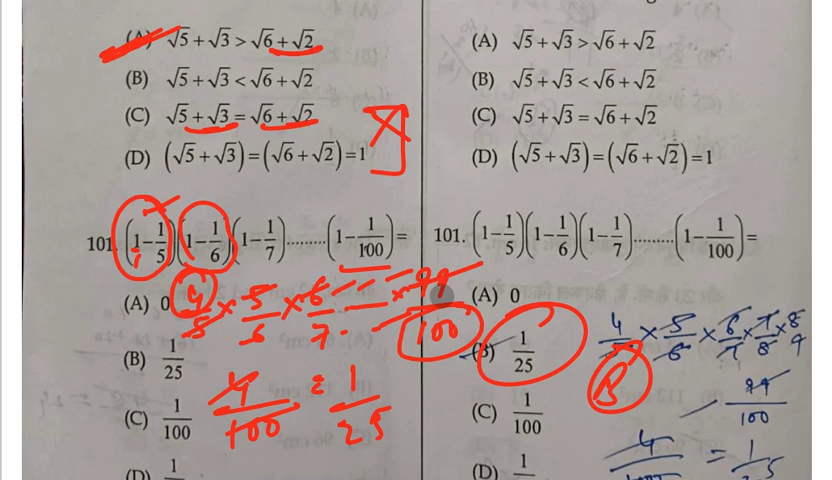 (A) √5 + √3 > √6 + √2
(B) √5 + √3 < √6 + √2
(C) √5 + √3 = √6 + √2
(D) (√5 + √3) = (√6 + √2) = 1
101. (1 − 1/5)(1 − 1/6)(1 − 1/7)........(1 − 1/100) =
(A) 0
4/5 × 5/6 × 6/7 × 99/100
(B) 1/25
(C) 1/100
4/100 = 1/25
(D) 1
(A) √5 + √3 > √6 + √2
(B) √5 + √3 < √6 + √2
(C) √5 + √3 = √6 + √2
(D) (√5 + √3) = (√6 + √2) = 1
101. (1 − 1/5)(1 − 1/6)(1 − 1/7)........(1 − 1/100) =
(A) 0
4/5 × 5/6 × 6/7 × 7/8 × 8/9
(B) 1/25
B
99/100
(C) 1/100
4/100 = 1/25
(D) 1